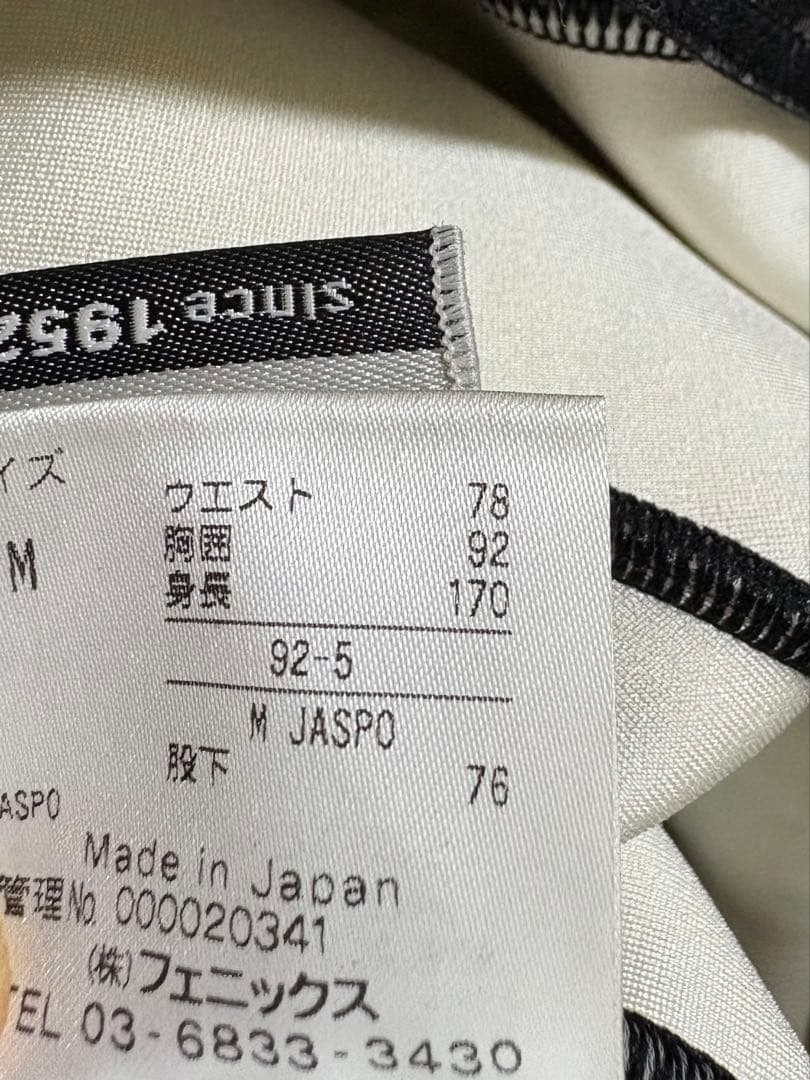 since 195
イズ
M
ウエスト 78
胸囲 92
身長 170
92-5
M JASPO
股下 76
ASPO
Made in Japan
管理No. 000020341
(株)フェニックス
TEL 03-6833-3430